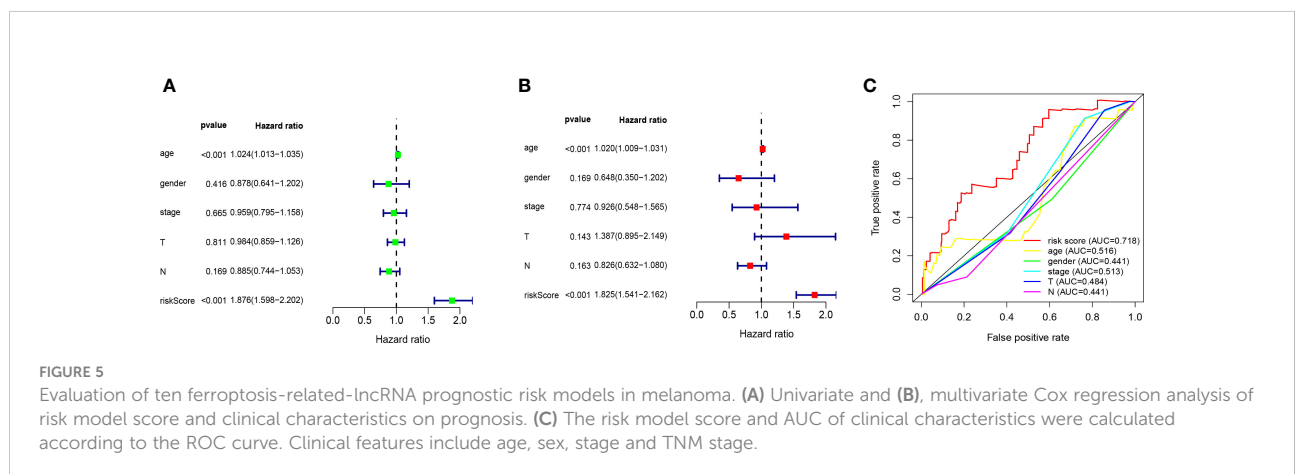 A
pvalue Hazard ratio
age <0.001 1.024(1.013−1.035)
gender 0.416 0.878(0.641−1.202)
stage 0.665 0.959(0.795−1.158)
T 0.811 0.984(0.859−1.126)
N 0.169 0.885(0.744−1.053)
riskScore <0.001 1.876(1.598−2.202)
0.0 0.5 1.0 1.5 2.0
Hazard ratio
B
pvalue Hazard ratio
age <0.001 1.020(1.009−1.031)
gender 0.169 0.648(0.350−1.202)
stage 0.774 0.926(0.548−1.565)
T 0.143 1.387(0.895−2.149)
N 0.163 0.826(0.632−1.080)
riskScore <0.001 1.825(1.541−2.162)
0.0 0.5 1.0 1.5 2.0
Hazard ratio
C
True positive rate
1.0
0.8
0.6
0.4
0.2
0.0
risk score (AUC=0.718)
age (AUC=0.516)
gender (AUC=0.441)
stage (AUC=0.513)
T (AUC=0.484)
N (AUC=0.441)
0.0 0.2 0.4 0.6 0.8 1.0
False positive rate
FIGURE 5
Evaluation of ten ferroptosis-related-lncRNA prognostic risk models in melanoma. (A) Univariate and (B), multivariate Cox regression analysis of
risk model score and clinical characteristics on prognosis. (C) The risk model score and AUC of clinical characteristics were calculated
according to the ROC curve. Clinical features include age, sex, stage and TNM stage.